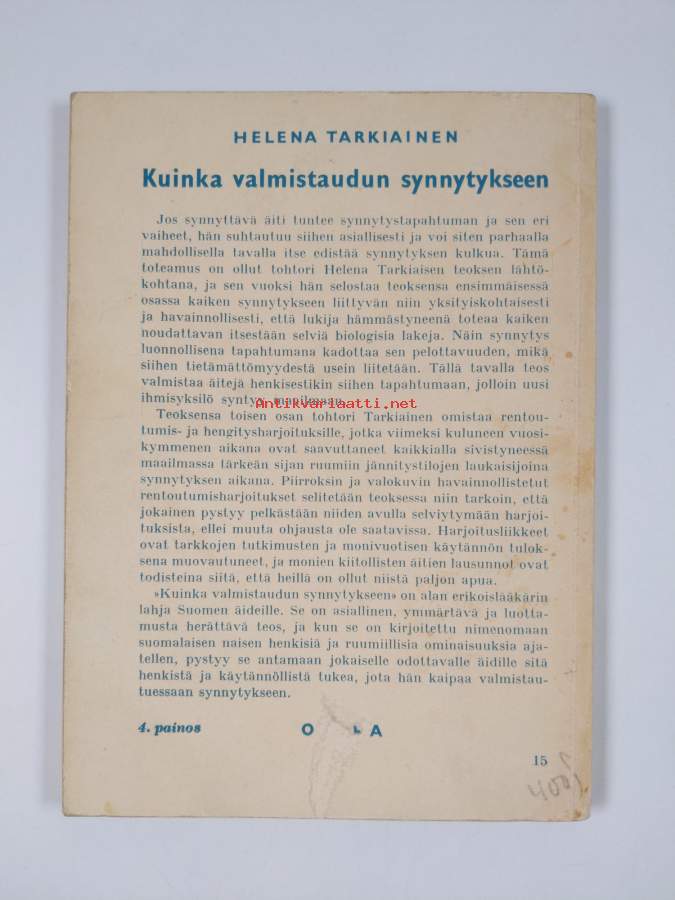 HELENA TARKIAINEN
Kuinka valmistaudun synnytykseen
Jos synnyttävä äiti tuntee synnytystapahtuman ja sen eri
vaiheet, hän suhtautuu siihen asiallisesti ja voi siten parhaalla
mahdollisella tavalla itse edistää synnytyksen kulkua. Tämä
toteamus on ollut tohtori Helena Tarkiaisen teoksen lähtö-
kohtana, ja sen vuoksi hän selostaa teoksensa ensimmäisessä
osassa kaiken synnytykseen liittyvän niin yksityiskohtaisesti
ja havainnollisesti, että lukija hämmästyneenä toteaa kaiken
noudattavan itsestään selviä biologisia lakeja. Näin synnytys
luonnollisena tapahtumana kadottaa sen pelottavuuden, mikä
siihen tietämättömyydestä usein liitetään. Tällä tavalla teos
valmistaa äitejä henkisestikin siihen tapahtumaan, jolloin uusi
ihmisyksilö syntyy maailmaan.
Antikvariaatti.net
Teoksensa toisen osan tohtori Tarkiainen omistaa rentou-
tumis- ja hengitysharjoituksille, jotka viimeksi kuluneen vuosi-
kymmenen aikana ovat saavuttaneet kaikkialla sivistyneessä
maailmassa tärkeän sijan ruumiin jännitystilojen laukaisijoina
synnytyksen aikana. Piirroksin ja valokuvin havainnollistetut
rentoutumisharjoitukset selitetään teoksessa niin tarkoin, että
jokainen pystyy pelkästään niiden avulla selviytymään harjoi-
tuksista, ellei muuta ohjausta ole saatavissa. Harjoitusliikkeet
ovat tarkkojen tutkimusten ja monivuotisen käytännön tulok-
sena muovautuneet, ja monien kiitollisten äitien lausunnot ovat
todisteina siitä, että heillä on ollut niistä paljon apua.
»Kuinka valmistaudun synnytykseen» on alan erikoislääkärin
lahja Suomen äideille. Se on asiallinen, ymmärtävä ja luotta-
musta herättävä teos, ja kun se on kirjoitettu nimenomaan
suomalaisen naisen henkisiä ja ruumiillisia ominaisuuksia aja-
tellen, pystyy se antamaan jokaiselle odottavalle äidille sitä
henkistä ja käytännöllistä tukea, jota hän kaipaa valmistau-
tuessaan synnytykseen.
4. painos
15